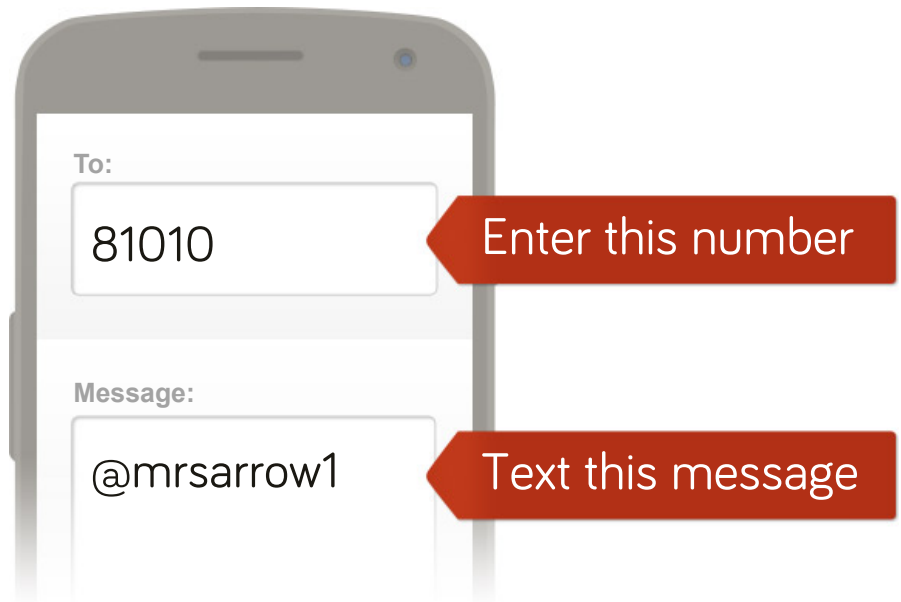 To:
81010
Enter this number
Message:
@mrsarrow1
Text this message